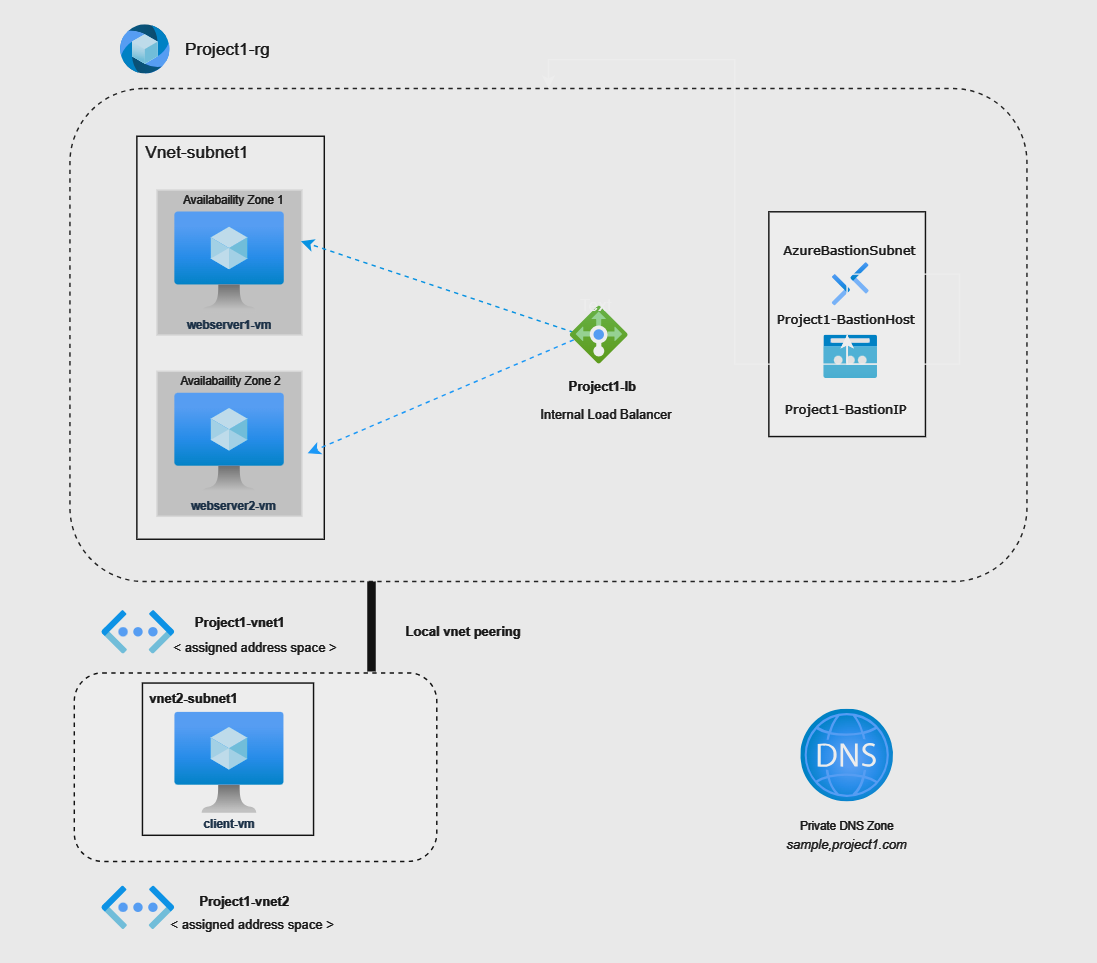 Project1-rg
Vnet-subnet1
Availabaility Zone 1
webserver1-vm
Availabaility Zone 2
webserver2-vm
Project1-lb
Internal Load Balancer
AzureBastionSubnet
Project1-BastionHost
Project1-BastionIP
Project1-vnet1
< assigned address space >
Local vnet peering
vnet2-subnet1
client-vm
Project1-vnet2
< assigned address space >
DNS
Private DNS Zone
sample,project1.com